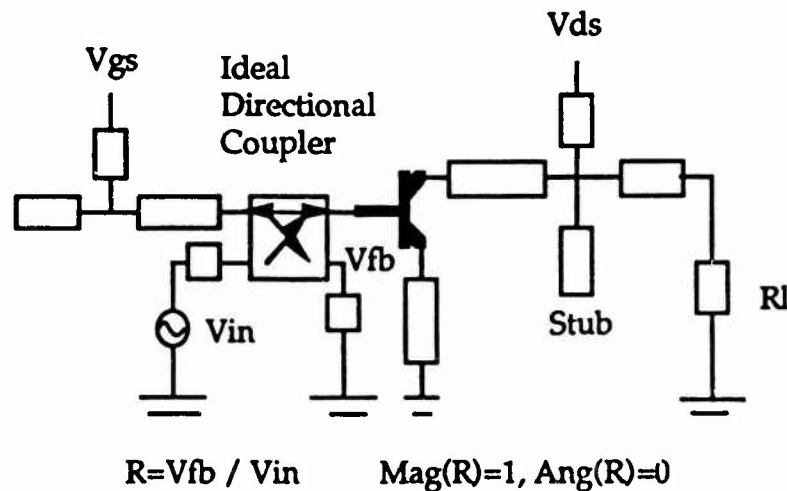 Vds
Vgs
Ideal
Directional
Coupler
Vfb
Vin
Stub
Rl
R=Vfb / Vin Mag(R)=1, Ang(R)=0